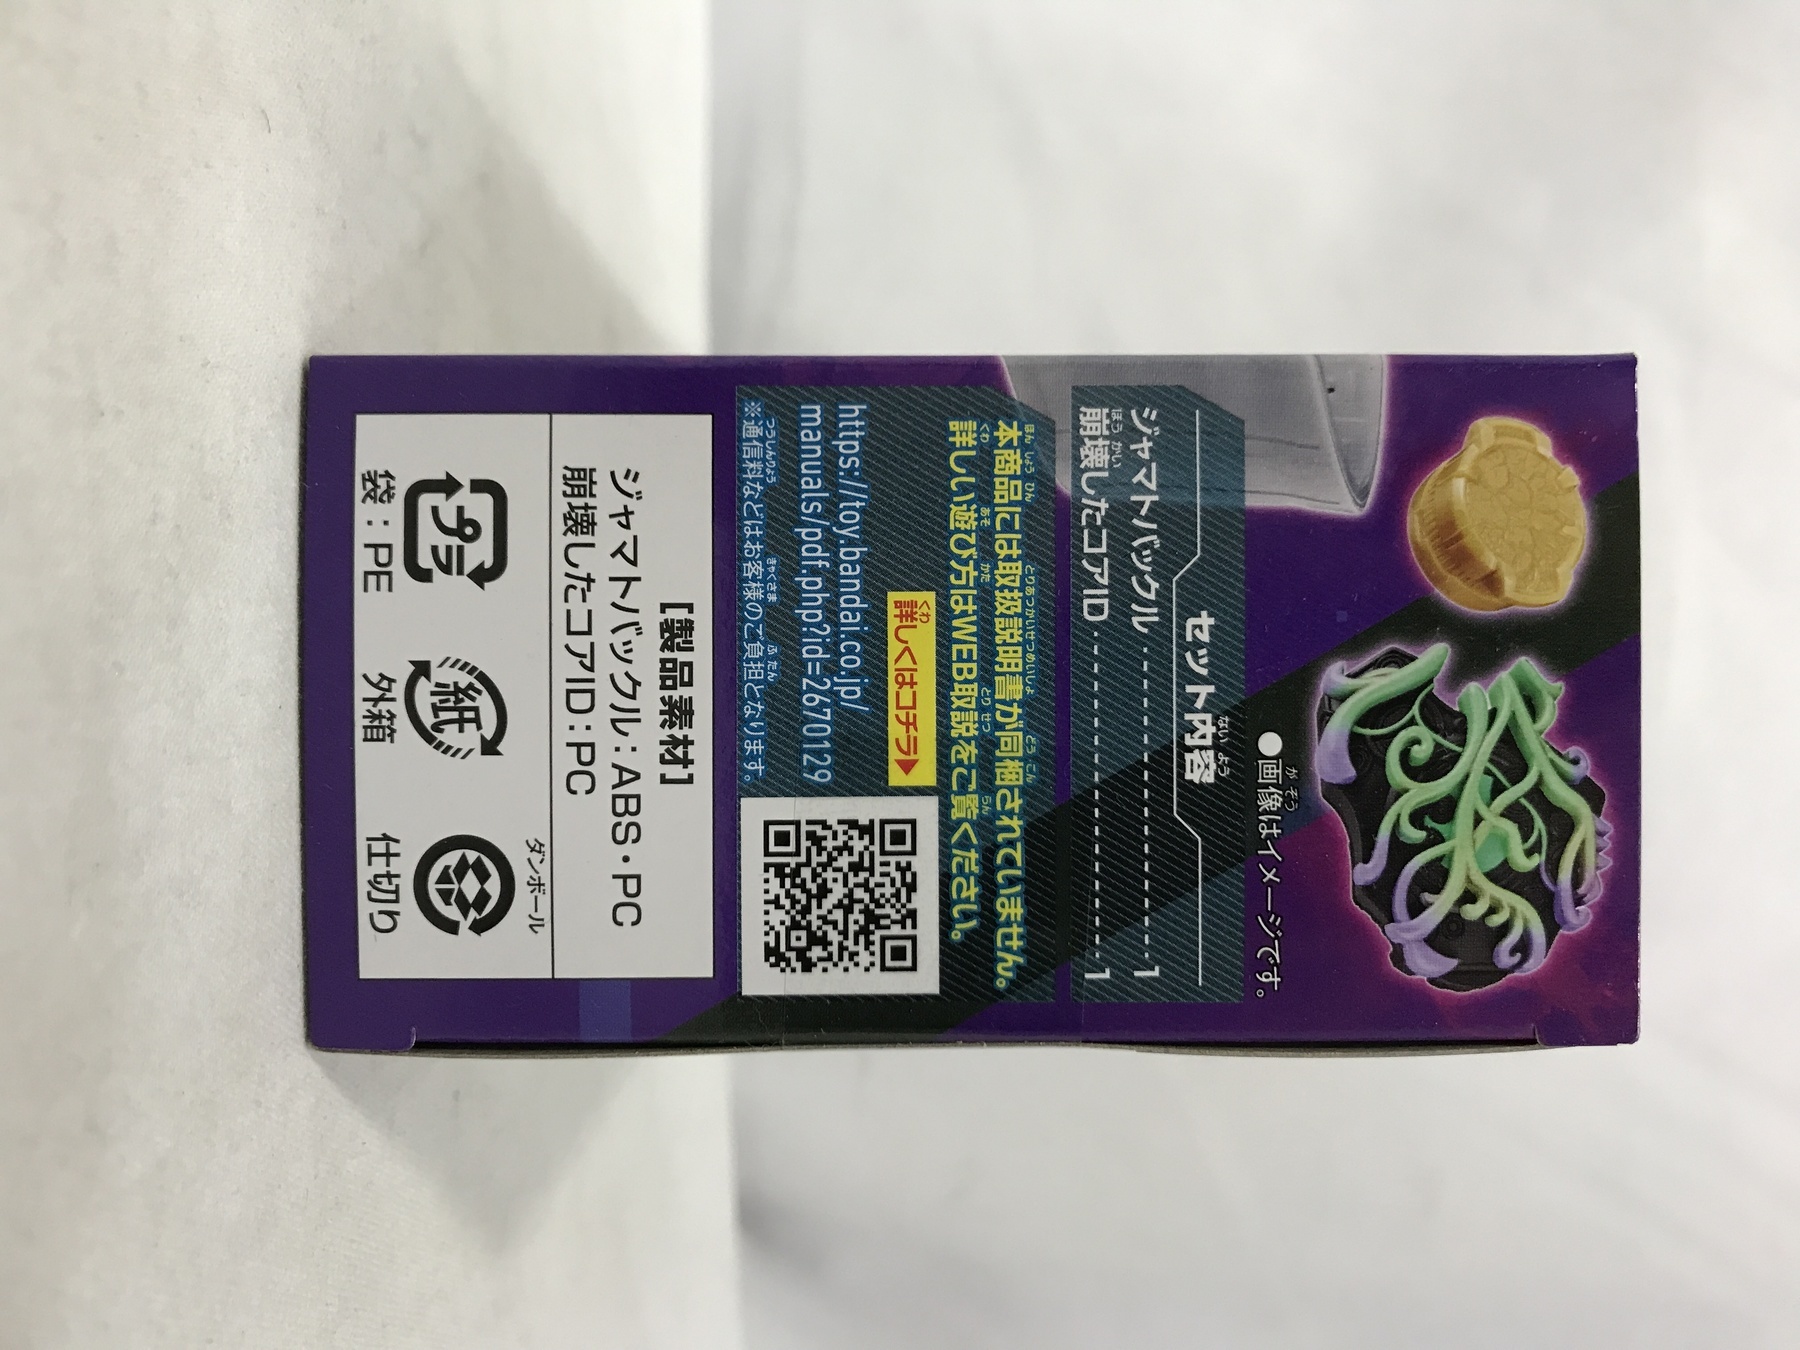 ●画像はイメージです。
セット内容
ジャマトバックル 1
崩壊したコアID 1
本商品には取扱説明書が同梱されていません。
詳しい遊び方はWEB取説をご覧ください。
詳しくはコチラ▶
https://toy.bandai.co.jp/
manuals/pdf.php?id=2670129
※通信料などはお客様のご負担となります。
[製品素材]
ジャマトバックル：ABS・PC
崩壊したコアID：PC
プラ
袋：PE
紙
外箱
ダンボール
仕切り